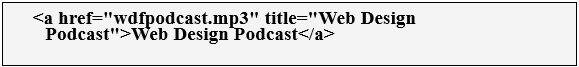 <a href="wdfpodcast.mp3" title="Web Design
Podcast">Web Design Podcast</a>